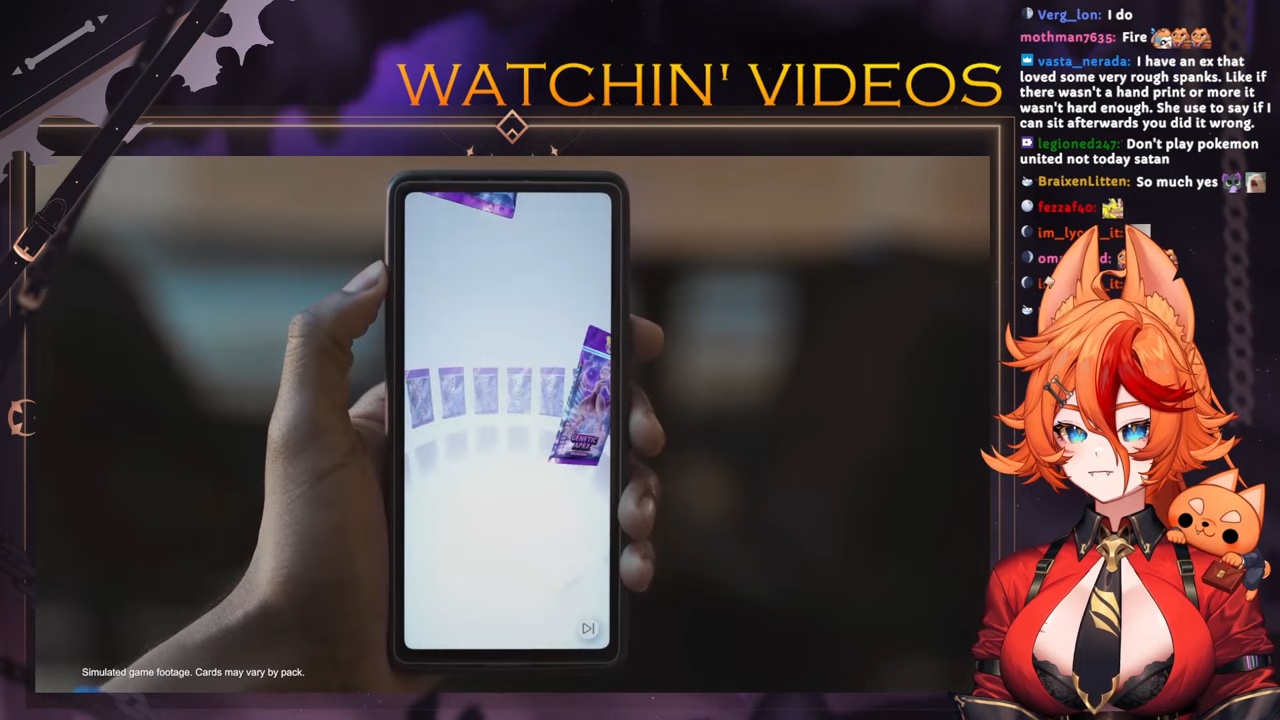 WATCHIN' VIDEOS
Verg_lon: I do
mothman7635: Fire
vasta_nerada: I have an ex that
loved some very rough spanks. Like if
there wasn't a hand print or more it
wasn't hard enough. She use to say if I
can sit afterwards you did it wrong.
legioned247: Don't play pokemon
united not today satan
BraixenLitten: So much yes
fezzaf40:
GENETIC
APEX
Simulated game footage. Cards may vary by pack.